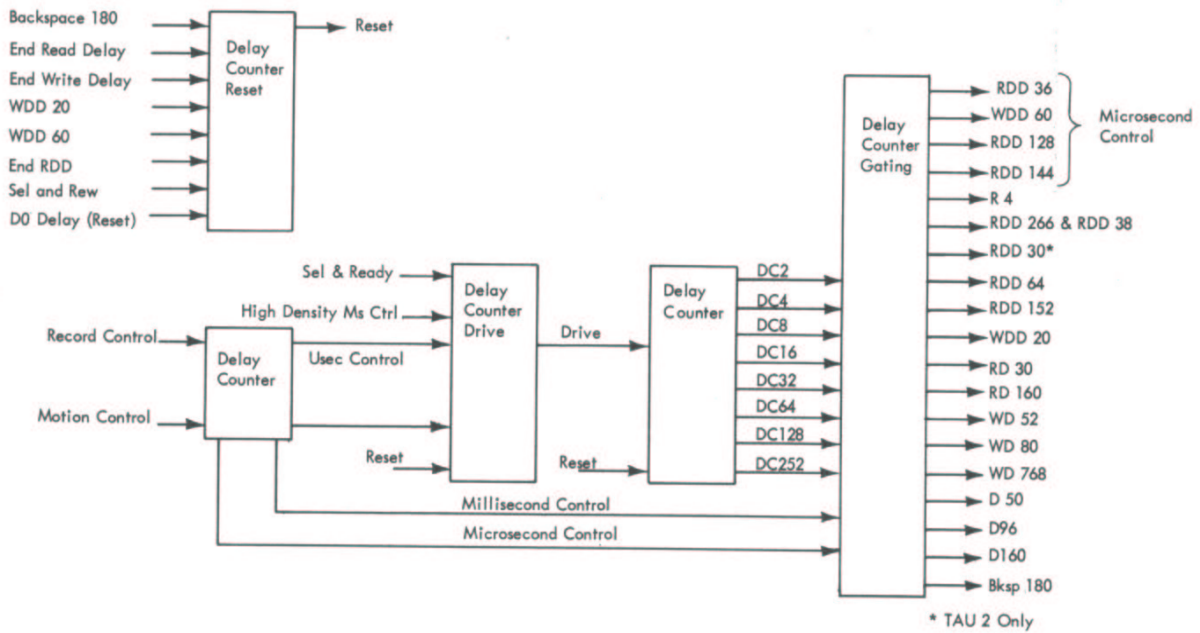 Backspace 180
End Read Delay
End Write Delay
WDD 20
WDD 60
End RDD
Sel and Rew
D0 Delay (Reset)
Delay
Counter
Reset
Reset
Sel & Ready
High Density Ms Ctrl
Record Control
Motion Control
Delay
Counter
Usec Control
Reset
Delay
Counter
Drive
Drive
Reset
Delay
Counter
DC2
DC4
DC8
DC16
DC32
DC64
DC128
DC252
Millisecond Control
Microsecond Control
Delay
Counter
Gating
RDD 36
WDD 60
RDD 128
RDD 144
Microsecond
Control
R 4
RDD 266 & RDD 38
RDD 30*
RDD 64
RDD 152
WDD 20
RD 30
RD 160
WD 52
WD 80
WD 768
D 50
D96
D160
Bksp 180
* TAU 2 Only